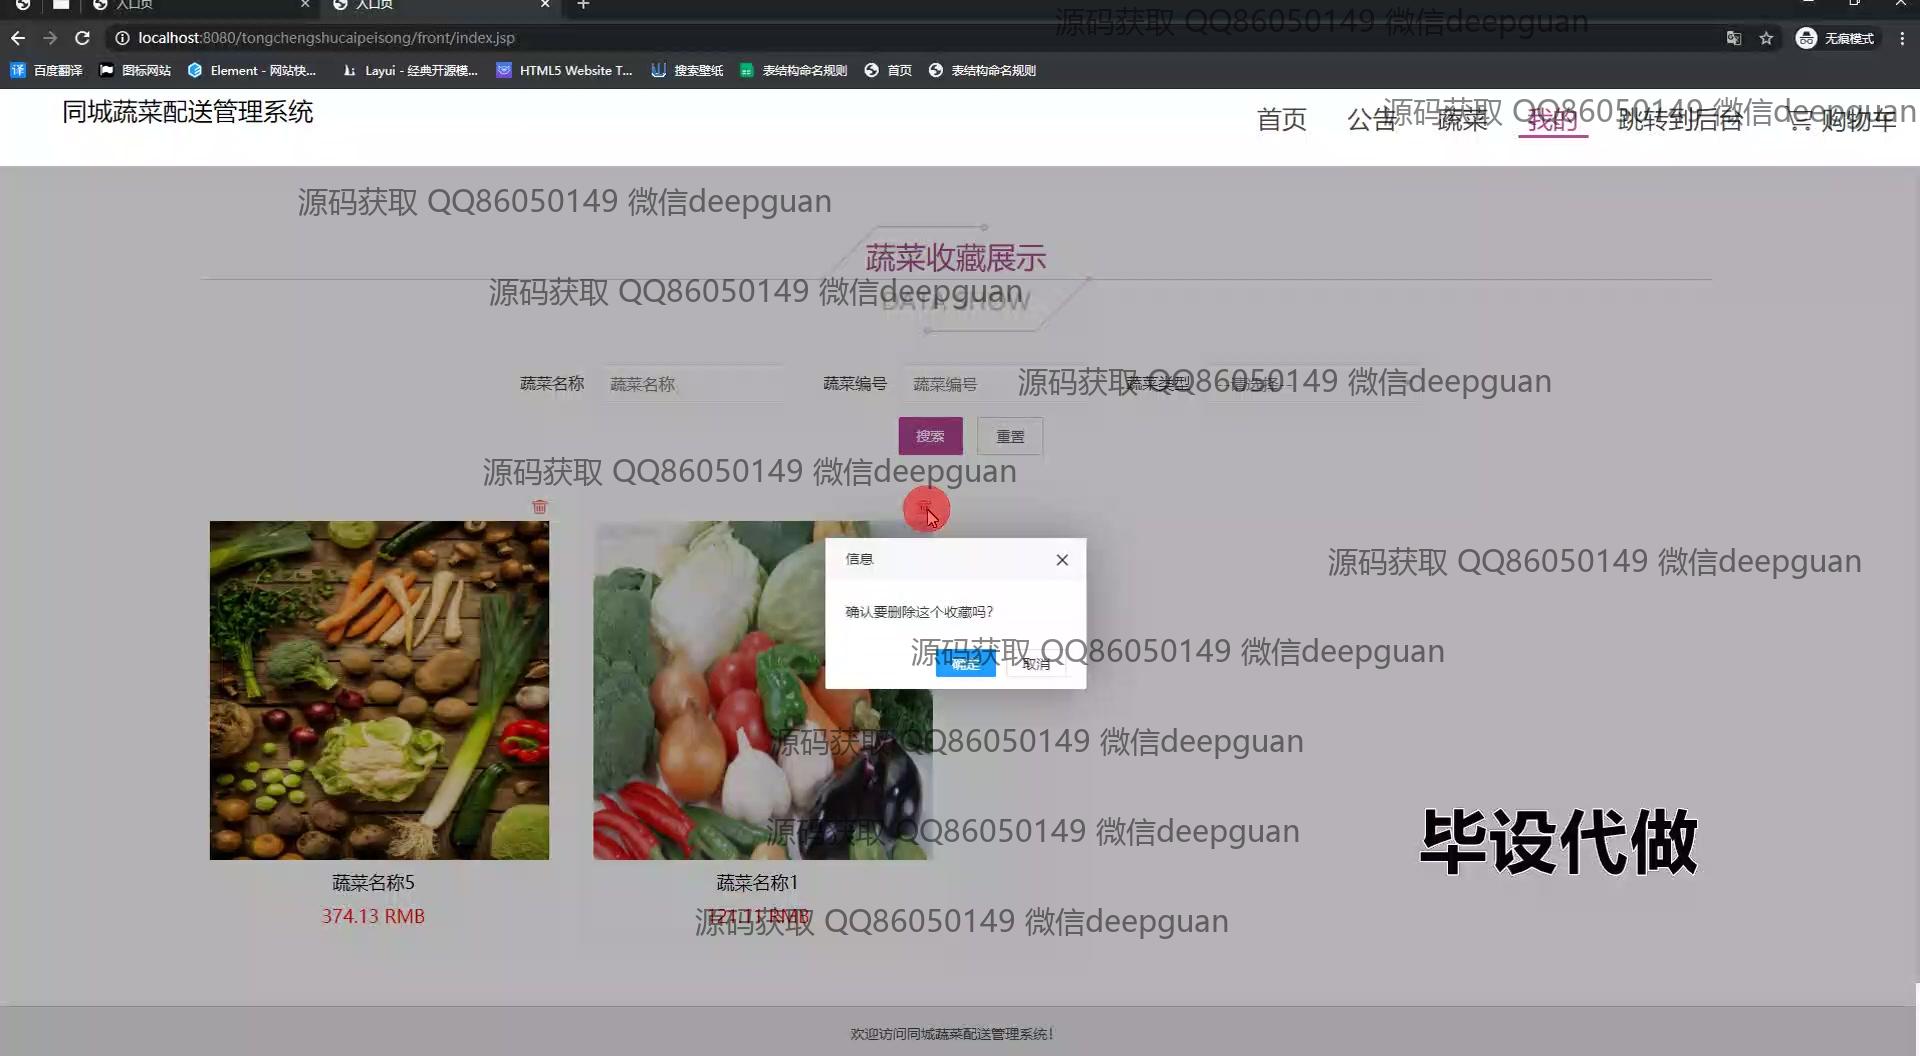 入口页
入口页
源码获取 QQ86050149 微信deepguan
localhost:8080/tongchengshucaipeisong/front/index.jsp
无痕模式
百度翻译
图标网站
Element - 网站快...
Layui - 经典开源模...
HTML5 Website T...
搜索壁纸
表结构命名规则
首页
表结构命名规则
同城蔬菜配送管理系统
首页
公告
蔬菜
我的
跳转到后台
购物车
源码获取 QQ86050149 微信deepguan
源码获取 QQ86050149 微信deepguan
蔬菜收藏展示
DATA SHOW
源码获取 QQ86050149 微信deepguan
蔬菜名称
蔬菜名称
蔬菜编号
蔬菜编号
蔬菜类型
源码获取 QQ86050149 微信deepguan
搜索
重置
源码获取 QQ86050149 微信deepguan
信息
源码获取 QQ86050149 微信deepguan
确认要删除这个收藏吗?
源码获取 QQ86050149 微信deepguan
确定
取消
源码获取 QQ86050149 微信deepguan
源码获取 QQ86050149 微信deepguan
毕设代做
蔬菜名称5
蔬菜名称1
374.13 RMB
121.11 RMB
源码获取 QQ86050149 微信deepguan
欢迎访问同城蔬菜配送管理系统!